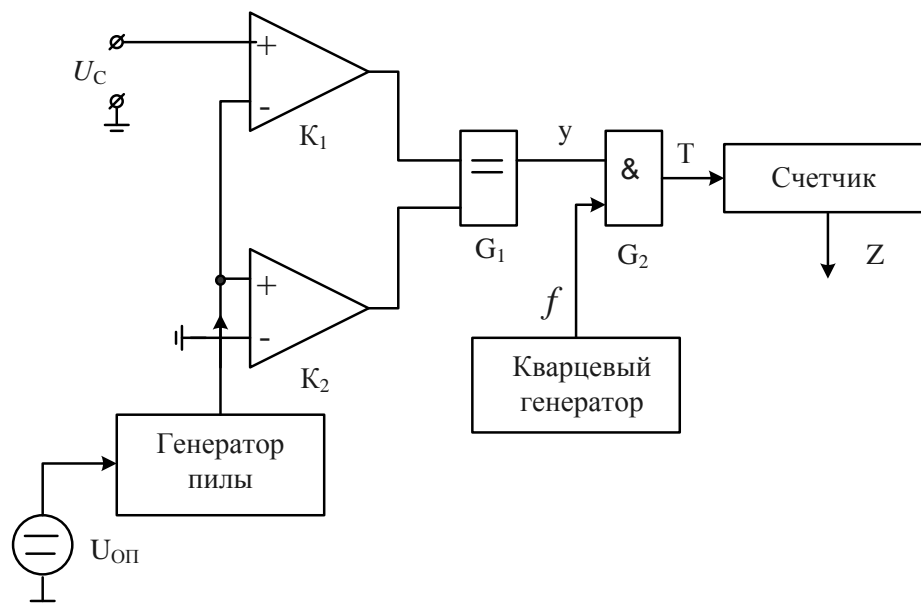 U_C
+
-
K₁
+
-
K₂
=
G₁
y
&
G₂
T
Счетчик
Z
f
Кварцевый
генератор
Генератор
пилы
U_ОП